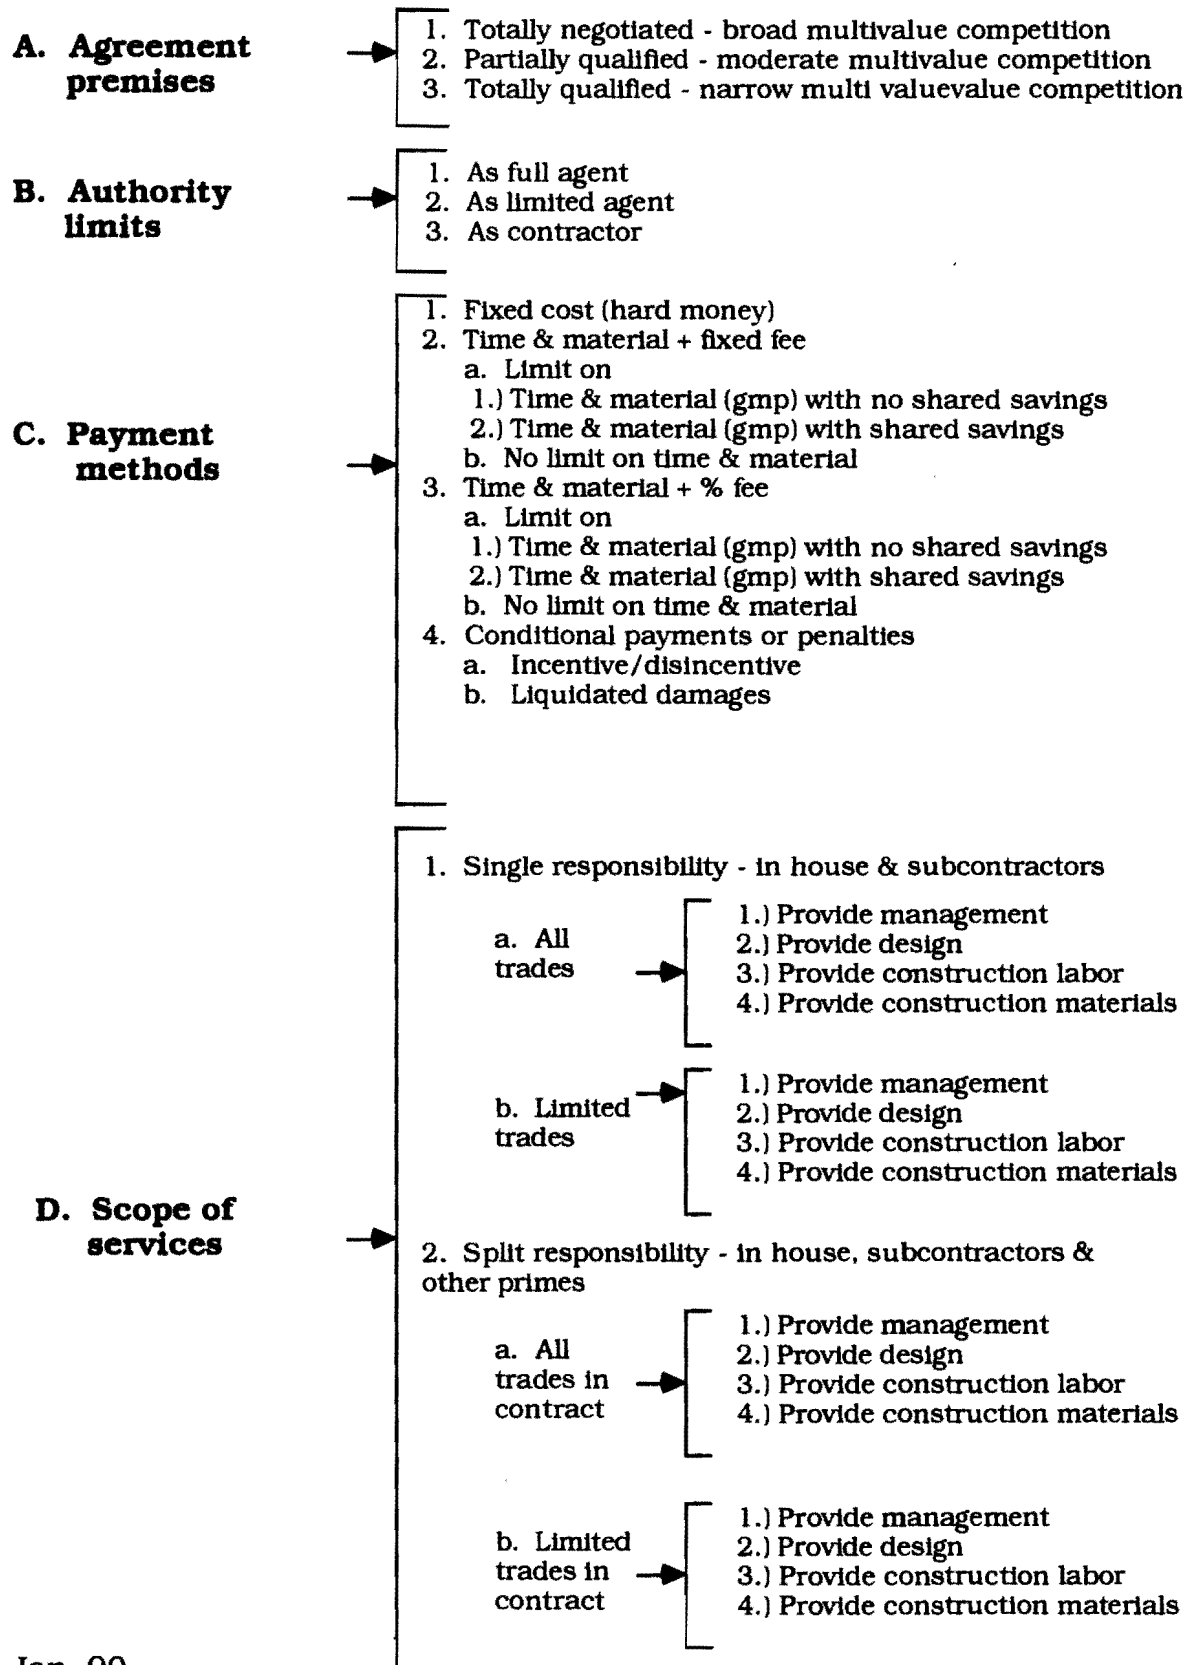 A. Agreement
premises
1. Totally negotiated - broad multivalue competition
2. Partially qualified - moderate multivalue competition
3. Totally qualified - narrow multi valuevalue competition
B. Authority
limits
1. As full agent
2. As limited agent
3. As contractor
C. Payment
methods
1. Fixed cost (hard money)
2. Time & material + fixed fee
a. Limit on
1.) Time & material (gmp) with no shared savings
2.) Time & material (gmp) with shared savings
b. No limit on time & material
3. Time & material + % fee
a. Limit on
1.) Time & material (gmp) with no shared savings
2.) Time & material (gmp) with shared savings
b. No limit on time & material
4. Conditional payments or penalties
a. Incentive/disincentive
b. Liquidated damages
D. Scope of
services
1. Single responsibility - in house & subcontractors
a. All
trades
1.) Provide management
2.) Provide design
3.) Provide construction labor
4.) Provide construction materials
b. Limited
trades
1.) Provide management
2.) Provide design
3.) Provide construction labor
4.) Provide construction materials
2. Split responsibility - in house, subcontractors &
other primes
a. All
trades in
contract
1.) Provide management
2.) Provide design
3.) Provide construction labor
4.) Provide construction materials
b. Limited
trades in
contract
1.) Provide management
2.) Provide design
3.) Provide construction labor
4.) Provide construction materials